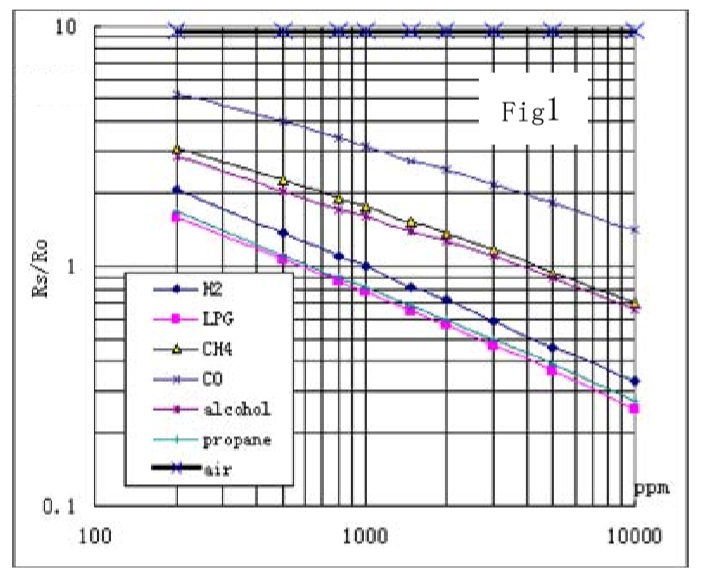 10
Fig1
1
Rs/Ro
H2
LPG
CH4
CO
alcohol
propane
air
0.1
ppm
100
1000
10000